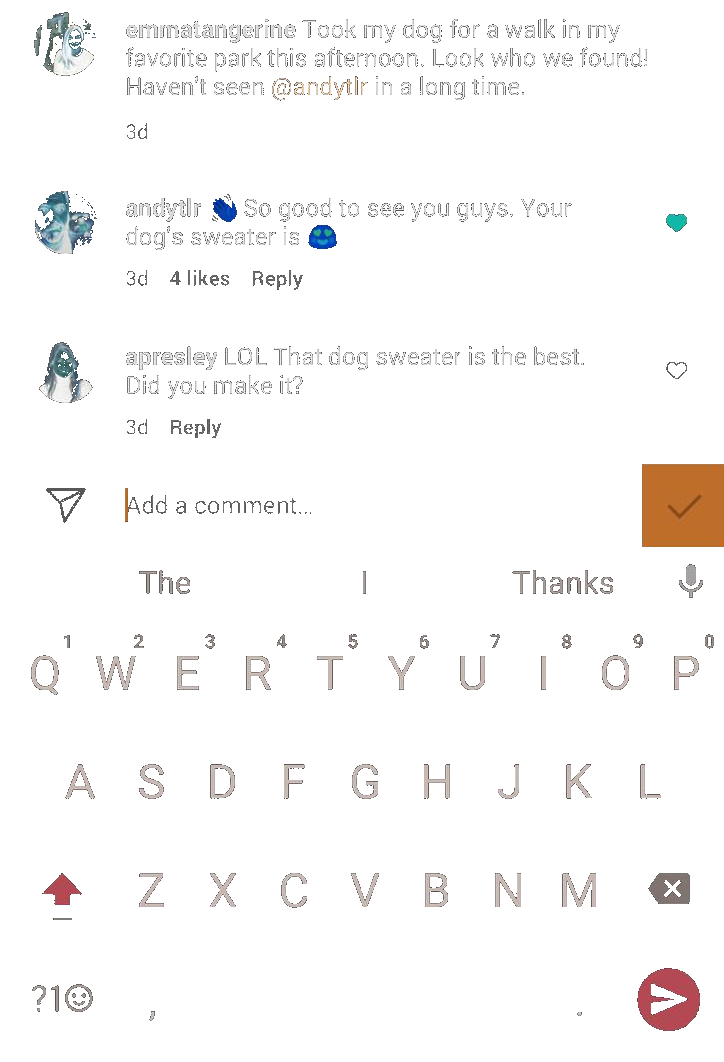 emmatangerine Took my dog for a walk in my
favorite park this afternoon. Look who we found!
Haven't seen @andytlr in a long time.
3d
andytlr 👋 So good to see you guys. Your
dog's sweater is 😍
3d 4 likes Reply
apresley LOL That dog sweater is the best.
Did you make it?
3d Reply
Add a comment...
The I Thanks
1 2 3 4 5 6 7 8 9 0
Q W E R T Y U I O P
A S D F G H J K L
Z X C V B N M
?1☺ , .